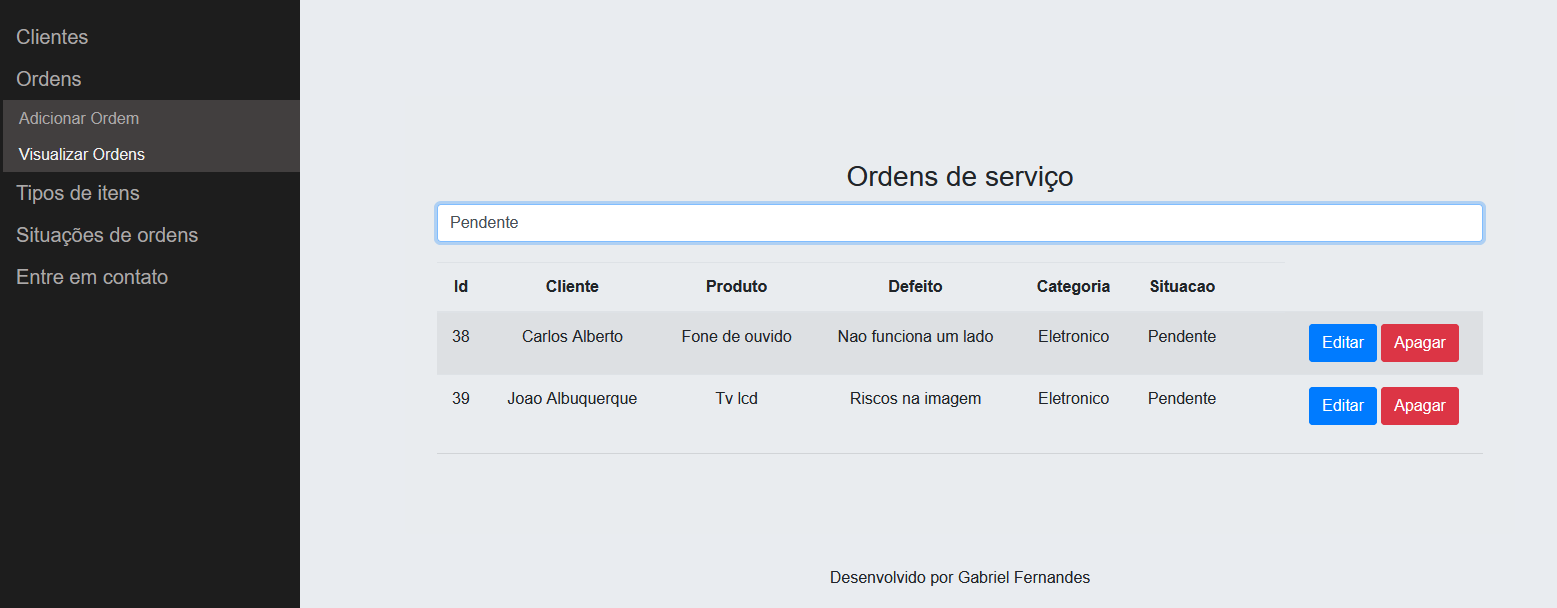 Clientes
Ordens
Adicionar Ordem
Visualizar Ordens
Tipos de itens
Situações de ordens
Entre em contato
Ordens de serviço
Pendente
Id Cliente Produto Defeito Categoria Situacao
38 Carlos Alberto Fone de ouvido Nao funciona um lado Eletronico Pendente Editar Apagar
39 Joao Albuquerque Tv lcd Riscos na imagem Eletronico Pendente Editar Apagar
Desenvolvido por Gabriel Fernandes